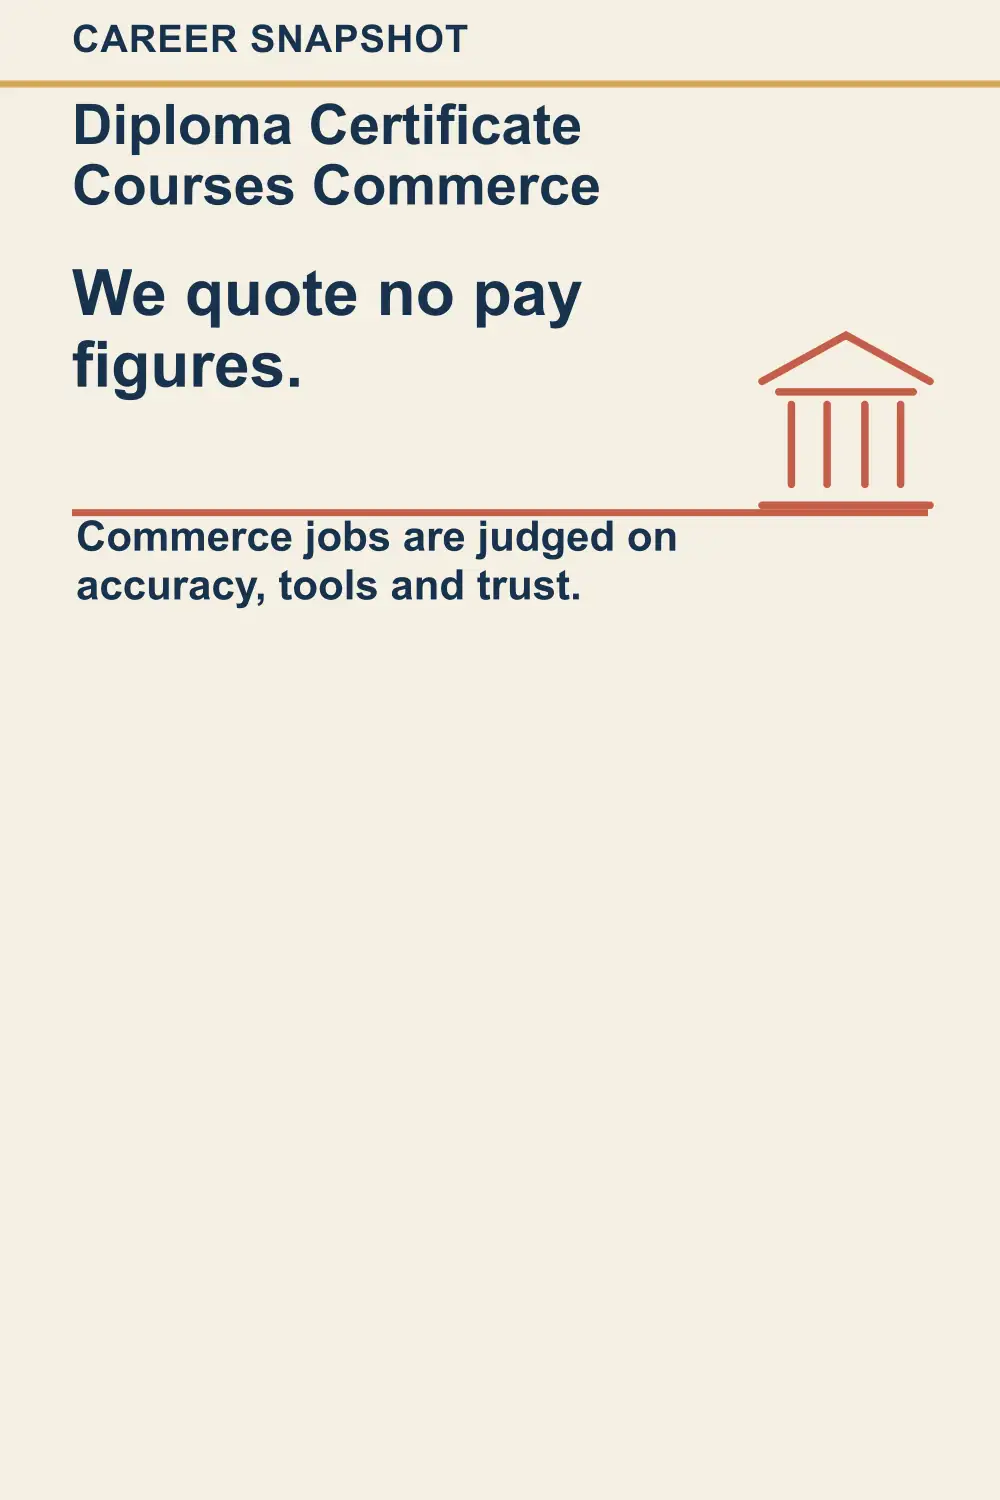 CAREER SNAPSHOT
Diploma Certificate
Courses Commerce
We quote no pay
figures.
Commerce jobs are judged on
accuracy, tools and trust.